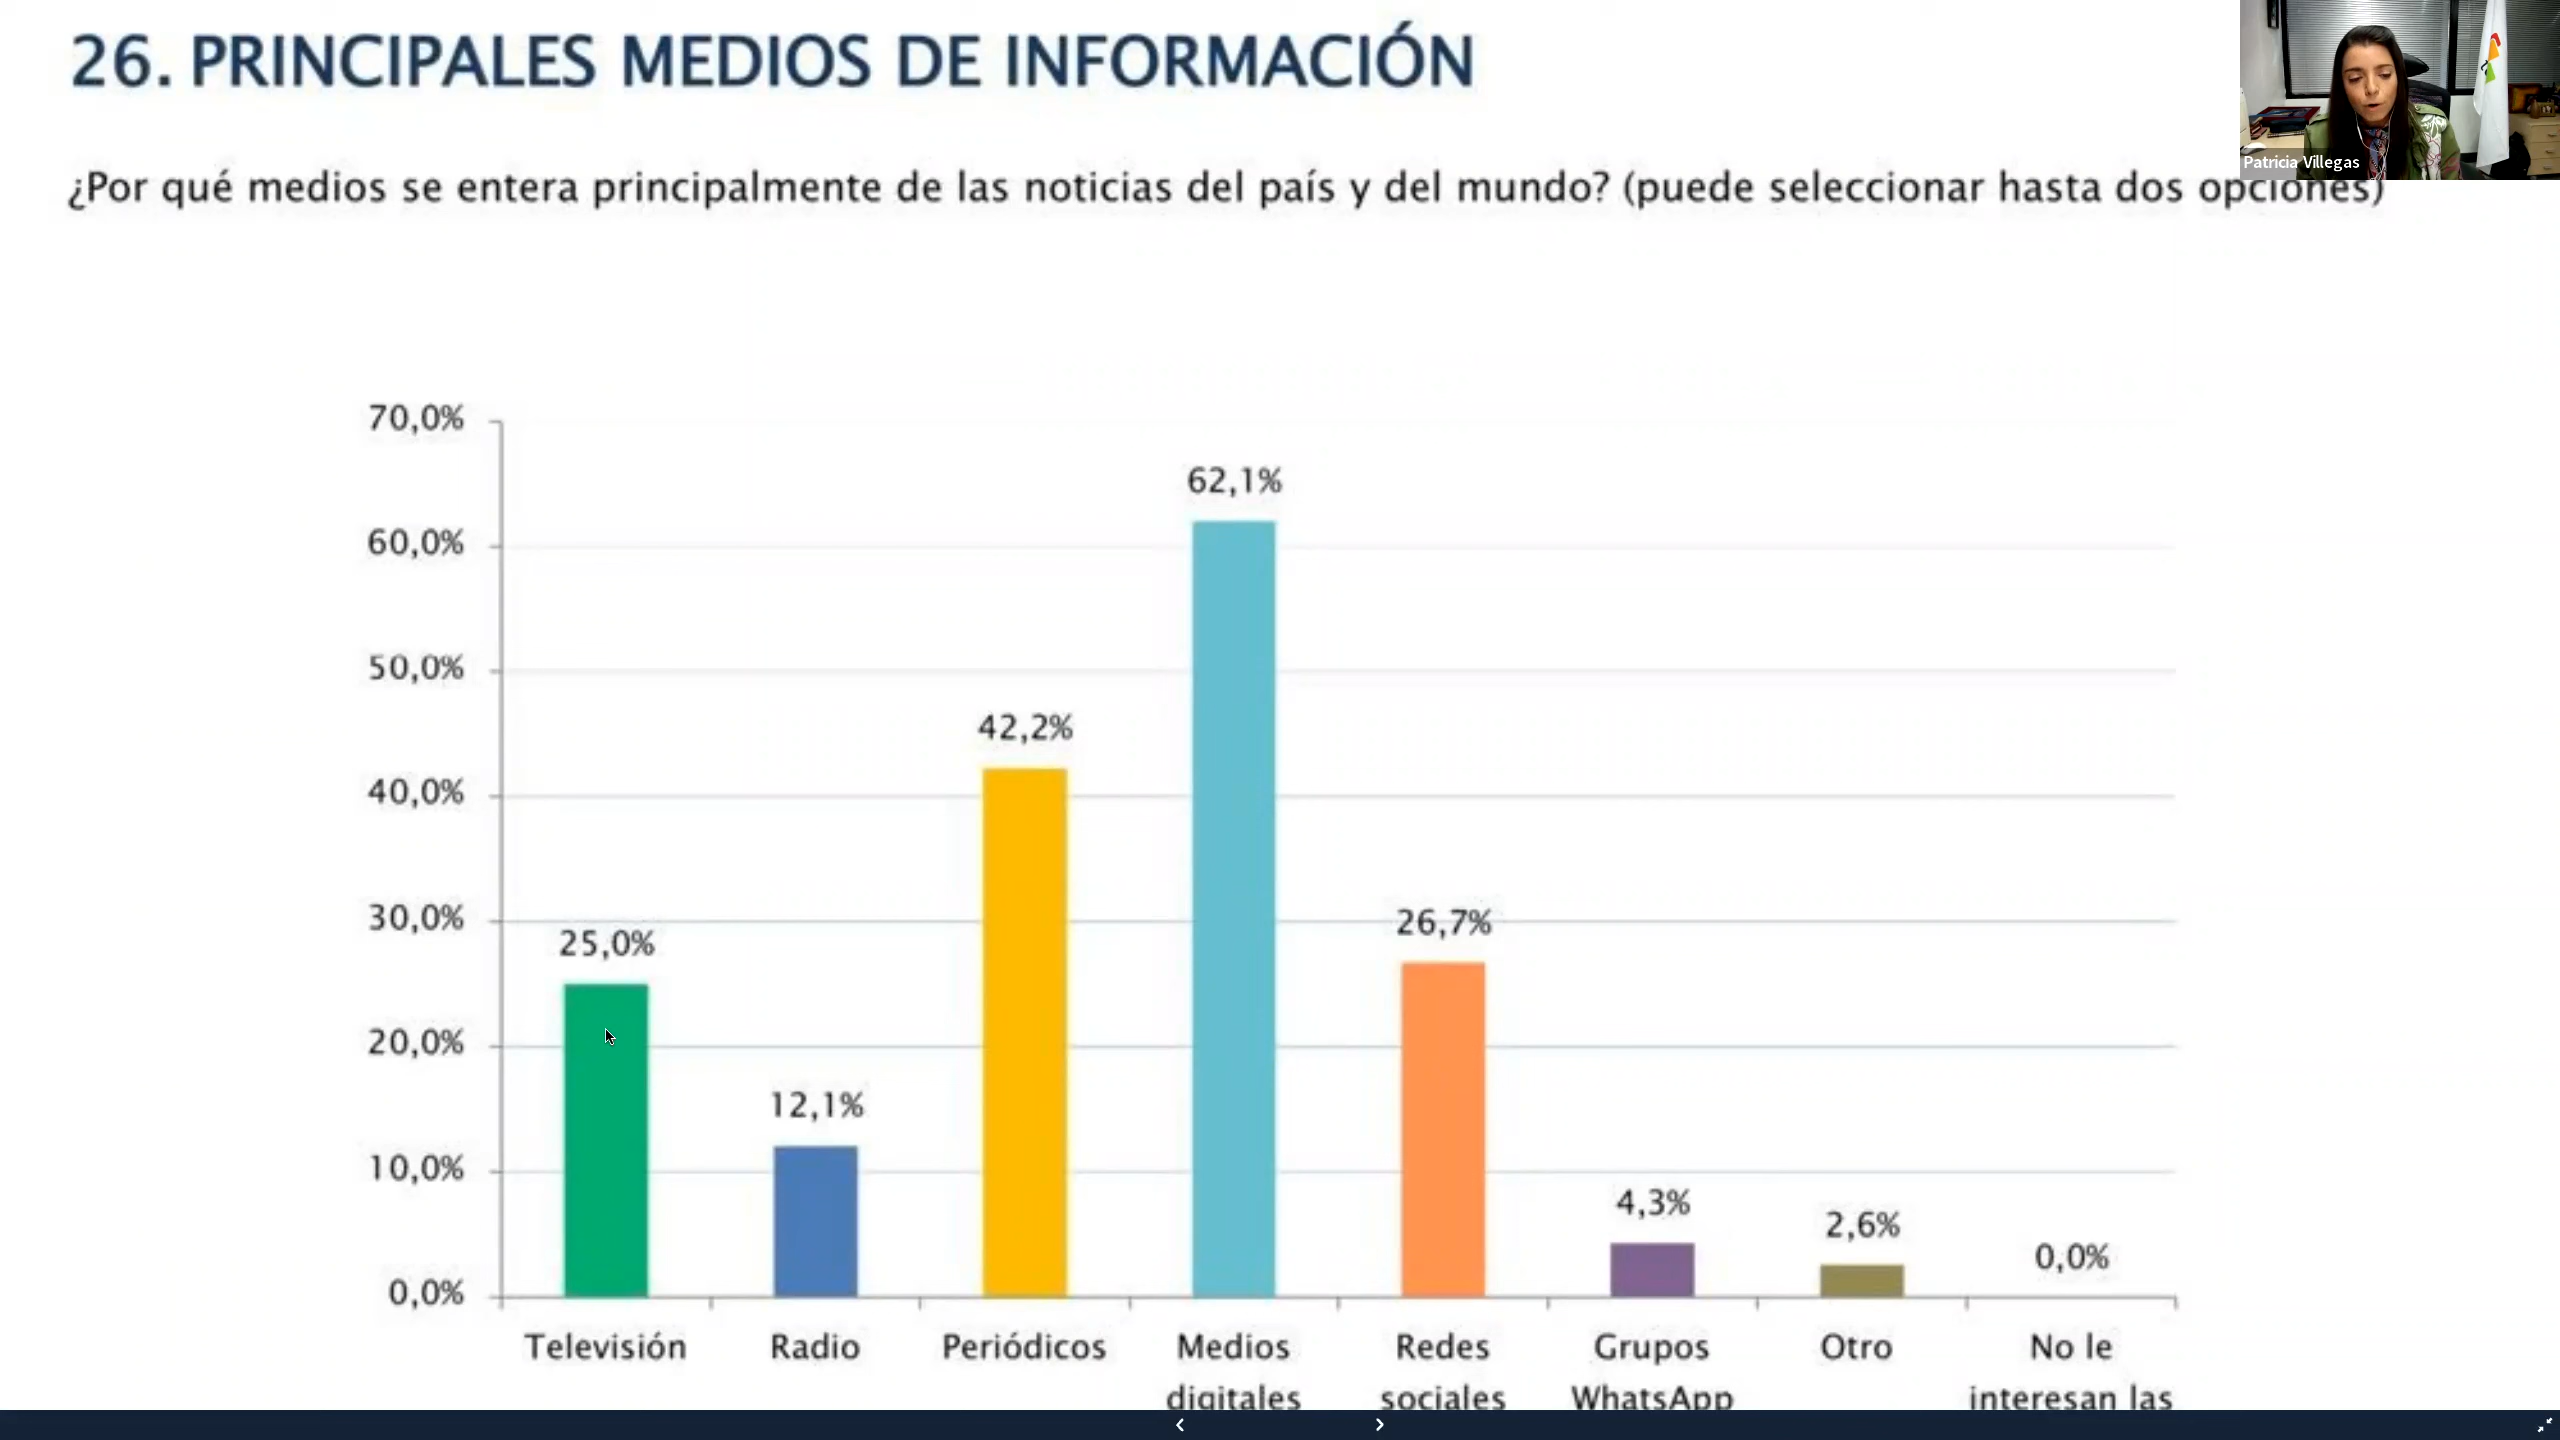 26. PRINCIPALES MEDIOS DE INFORMACIÓN
Patricia Villegas
¿Por qué medios se entera principalmente de las noticias del país y del mundo? (puede seleccionar hasta dos opciones)
70,0%
60,0%
50,0%
40,0%
30,0%
20,0%
10,0%
0,0%
25,0%
12,1%
42,2%
62,1%
26,7%
4,3%
2,6%
0,0%
Televisión
Radio
Periódicos
Medios
digitales
Redes
sociales
Grupos
WhatsApp
Otro
No le
interesan las